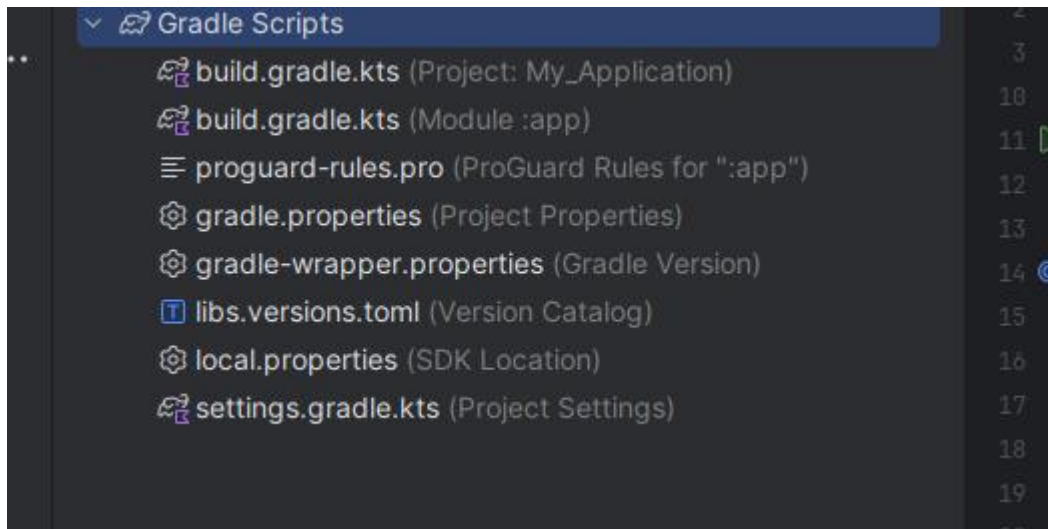 Gradle Scripts
build.gradle.kts (Project: My_Application)
build.gradle.kts (Module :app)
proguard-rules.pro (ProGuard Rules for ":app")
gradle.properties (Project Properties)
gradle-wrapper.properties (Gradle Version)
libs.versions.toml (Version Catalog)
local.properties (SDK Location)
settings.gradle.kts (Project Settings)
2
3
10
11
12
13
14
15
16
17
18
19